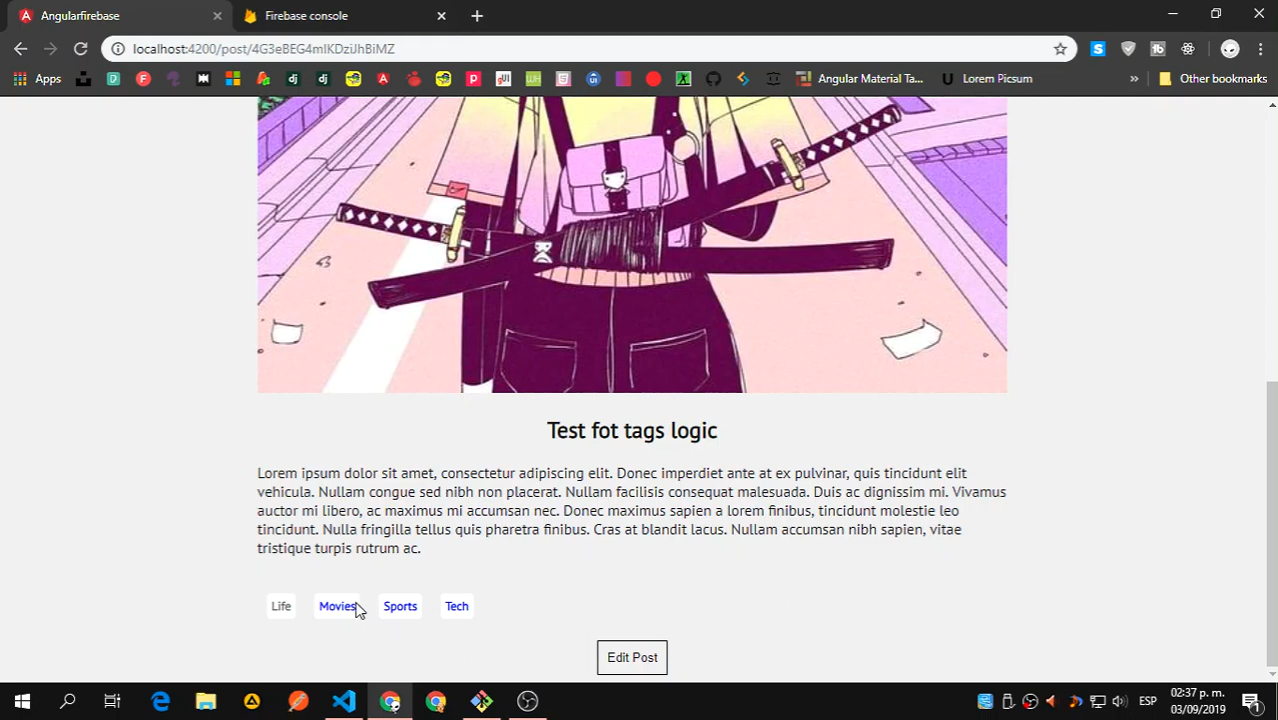 Angularfirebase
Firebase console
localhost:4200/post/4G3eBEG4mlKDziJhBiMZ
Apps
Angular Material Ta...
Lorem Picsum
Other bookmarks
Test fot tags logic
Lorem ipsum dolor sit amet, consectetur adipiscing elit. Donec imperdiet ante at ex pulvinar, quis tincidunt elit
vehicula. Nullam congue sed nibh non placerat. Nullam facilisis consequat malesuada. Duis ac dignissim mi. Vivamus
auctor mi libero, ac maximus mi accumsan nec. Donec maximus sapien a lorem finibus, tincidunt molestie leo
tincidunt. Nulla fringilla tellus quis pharetra finibus. Cras at blandit lacus. Nullam accumsan nibh sapien, vitae
tristique turpis rutrum ac.
Life Movies Sports Tech
Edit Post
ESP
02:37 p. m.
03/09/2019